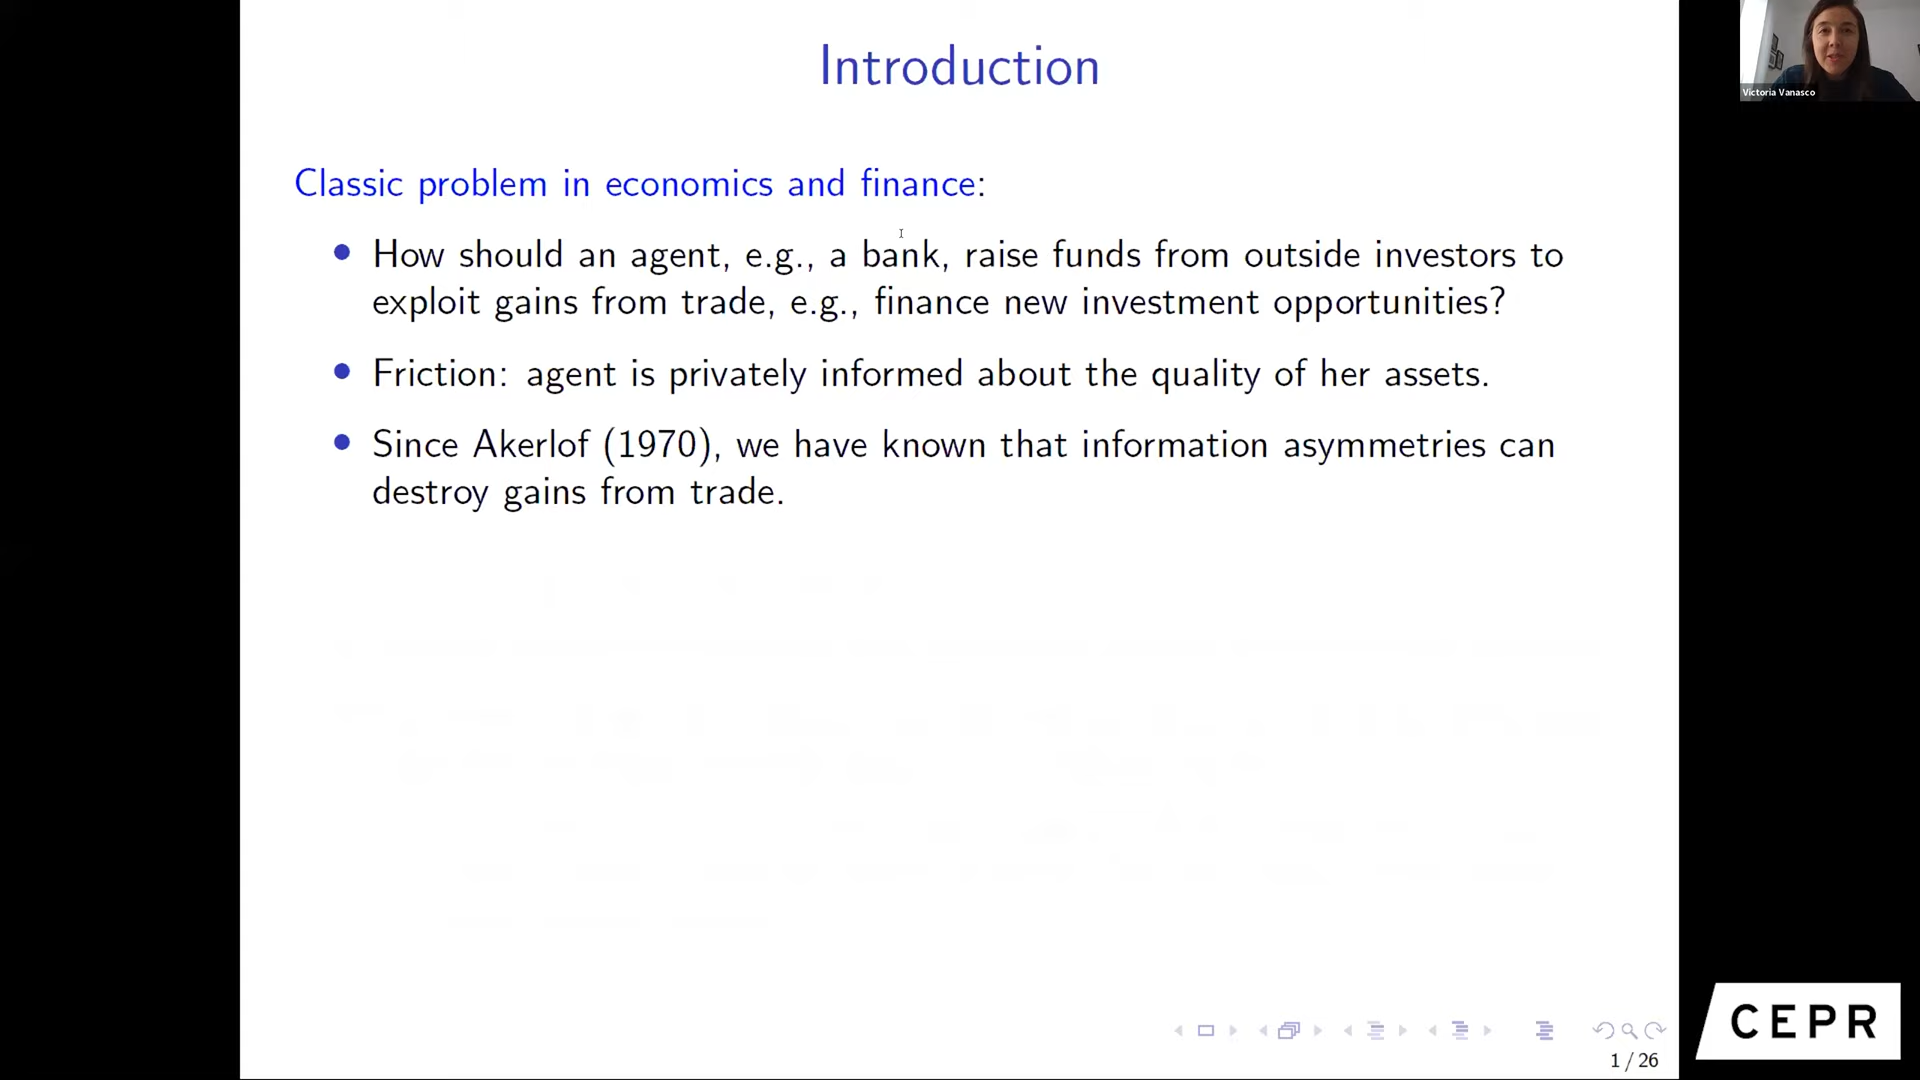 Introduction
Victoria Vanasco
Classic problem in economics and finance:
• How should an agent, e.g., a bank, raise funds from outside investors to
exploit gains from trade, e.g., finance new investment opportunities?
• Friction: agent is privately informed about the quality of her assets.
• Since Akerlof (1970), we have known that information asymmetries can
destroy gains from trade.
CEPR
1 / 26